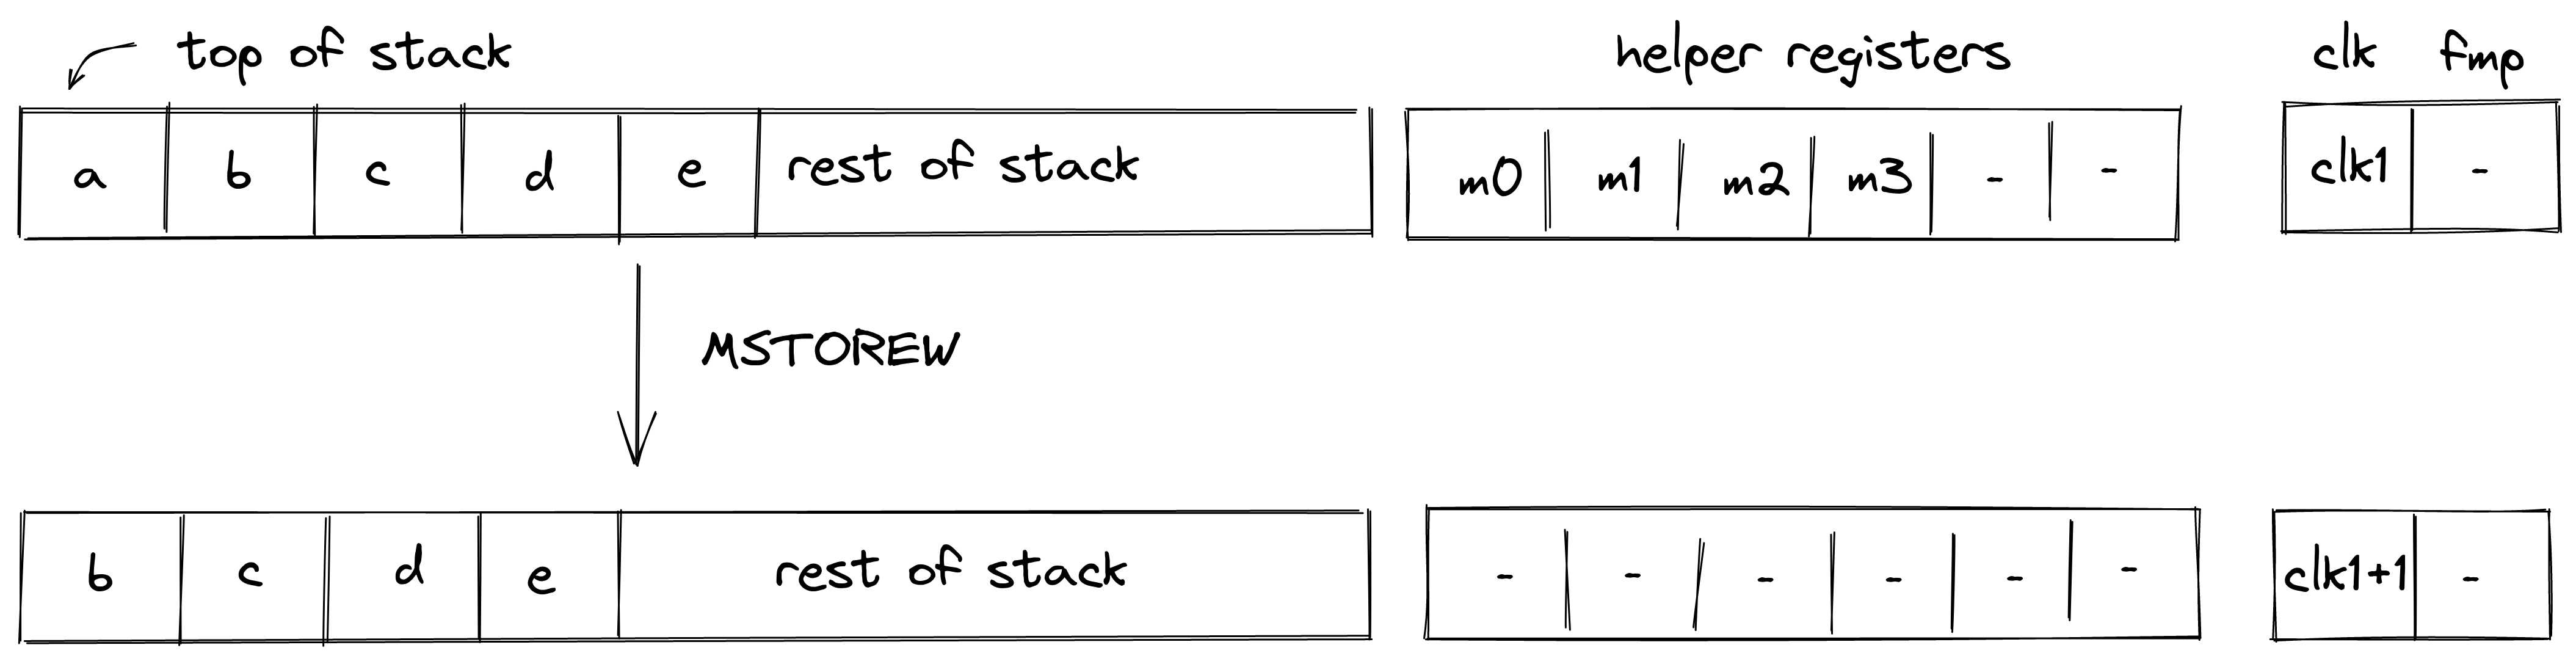 top of stack helper registers clk fmp
a b c d e rest of stack m0 m1 m2 m3 - - clk1 -
MSTOREW
b c d e rest of stack - - - - - - clk1+1 -